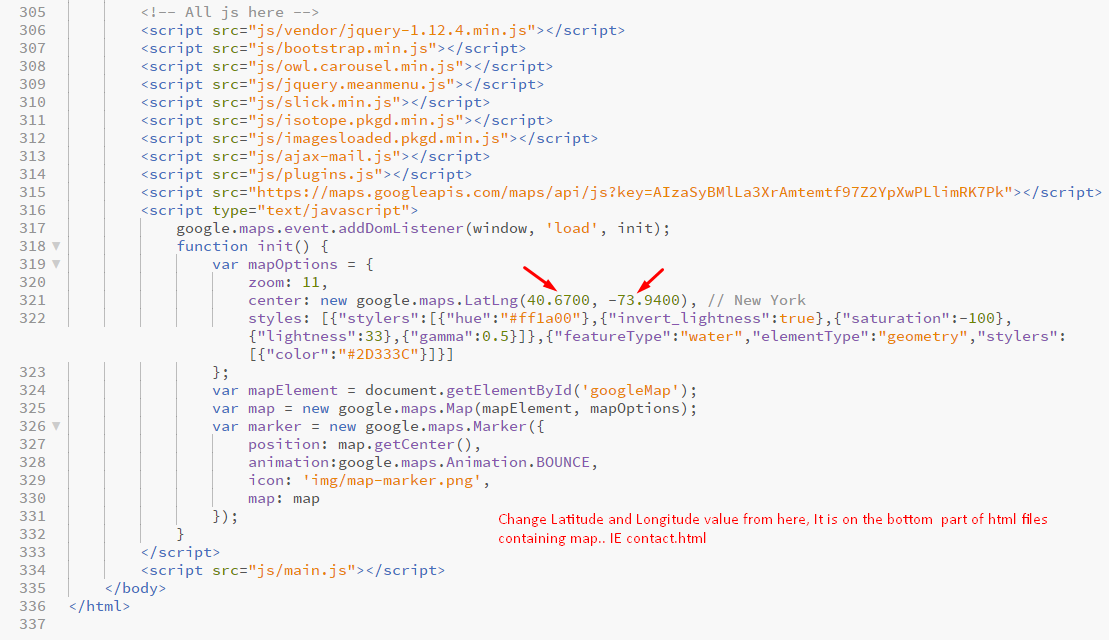 305 <!-- All js here -->
306 <script src="js/vendor/jquery-1.12.4.min.js"></script>
307 <script src="js/bootstrap.min.js"></script>
308 <script src="js/owl.carousel.min.js"></script>
309 <script src="js/jquery.meanmenu.js"></script>
310 <script src="js/slick.min.js"></script>
311 <script src="js/isotope.pkgd.min.js"></script>
312 <script src="js/imagesloaded.pkgd.min.js"></script>
313 <script src="js/ajax-mail.js"></script>
314 <script src="js/plugins.js"></script>
315 <script src="https://maps.googleapis.com/maps/api/js?key=AIzaSyBMlLa3XrAmtemtf97Z2YpXwPLlimRK7Pk"></script>
316 <script type="text/javascript">
317 google.maps.event.addDomListener(window, 'load', init);
318 function init() {
319 var mapOptions = {
320 zoom: 11,
321 center: new google.maps.LatLng(40.6700, -73.9400), // New York
322 styles: [{"stylers":[{"hue":"#ff1a00"},{"invert_lightness":true},{"saturation":-100},
{"lightness":33},{"gamma":0.5}]},{"featureType":"water","elementType":"geometry","stylers":
[{"color":"#2D333C"}]}]
323 };
324 var mapElement = document.getElementById('googleMap');
325 var map = new google.maps.Map(mapElement, mapOptions);
326 var marker = new google.maps.Marker({
327 position: map.getCenter(),
328 animation:google.maps.Animation.BOUNCE,
329 icon: 'img/map-marker.png',
330 map: map
331 });
332 }
Change Latitude and Longitude value from here, It is on the bottom part of html files
containing map.. IE contact.html
333 </script>
334 <script src="js/main.js"></script>
335 </body>
336 </html>
337